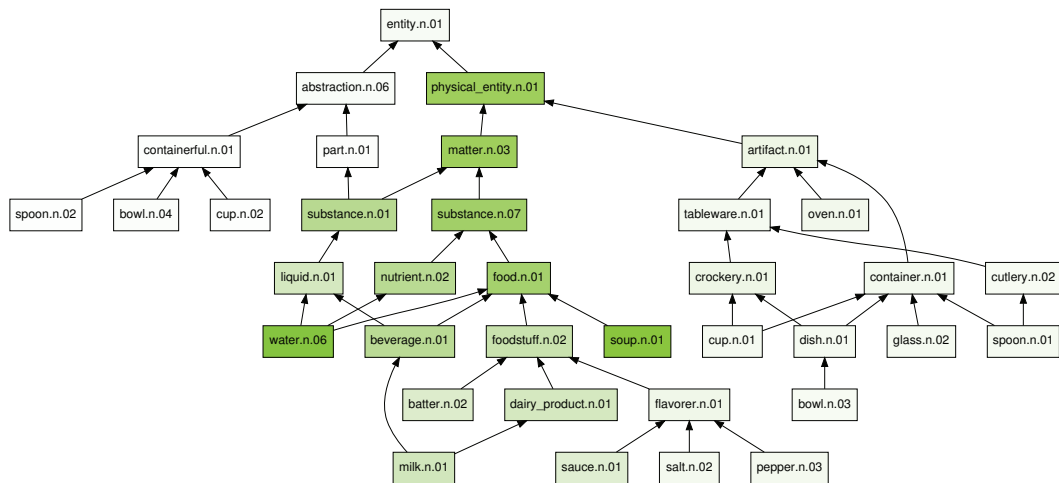 entity.n.01
abstraction.n.06
physical_entity.n.01
containerful.n.01
part.n.01
matter.n.03
artifact.n.01
spoon.n.02
bowl.n.04
cup.n.02
substance.n.01
substance.n.07
tableware.n.01
oven.n.01
liquid.n.01
nutrient.n.02
food.n.01
crockery.n.01
container.n.01
cutlery.n.02
water.n.06
beverage.n.01
foodstuff.n.02
soup.n.01
cup.n.01
dish.n.01
glass.n.02
spoon.n.01
batter.n.02
dairy_product.n.01
flavorer.n.01
bowl.n.03
milk.n.01
sauce.n.01
salt.n.02
pepper.n.03